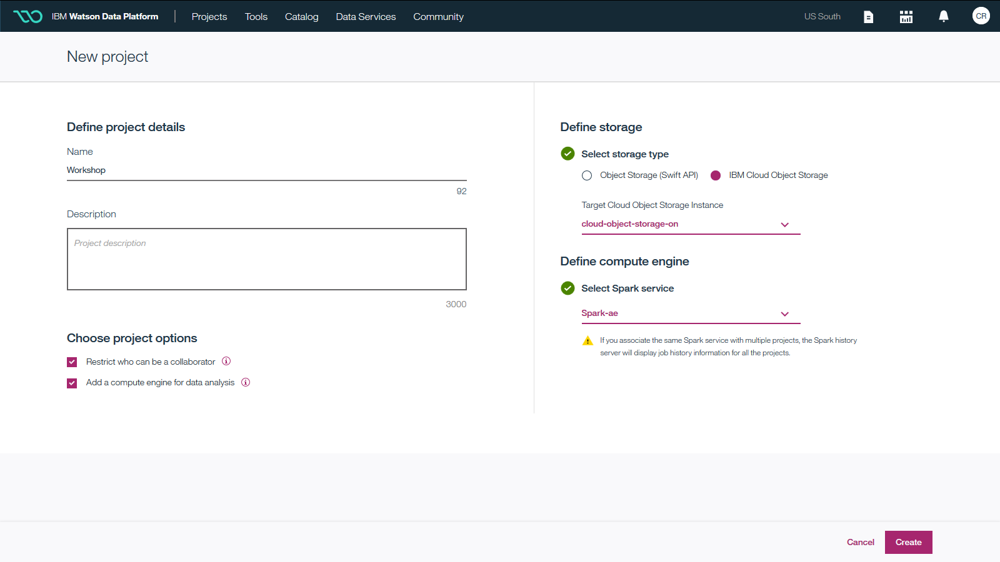 IBM Watson Data Platform
Projects
Tools
Catalog
Data Services
Community
US South
CR
New project
Define project details
Name
Workshop
92
Description
Project description
3000
Choose project options
Restrict who can be a collaborator
Add a compute engine for data analysis
Define storage
Select storage type
Object Storage (Swift API)
IBM Cloud Object Storage
Target Cloud Object Storage Instance
cloud-object-storage-on
Define compute engine
Select Spark service
Spark-ae
If you associate the same Spark service with multiple projects, the Spark history
server will display job history information for all the projects.
Cancel
Create